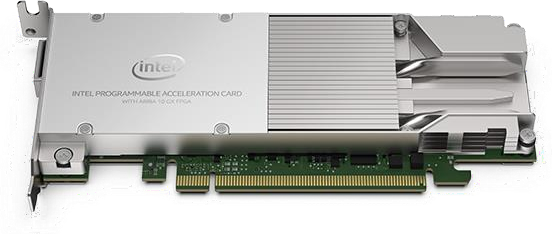 intel
INTEL PROGRAMMABLE ACCELERATION CARD
WITH ARRIA 10 GX FPGA